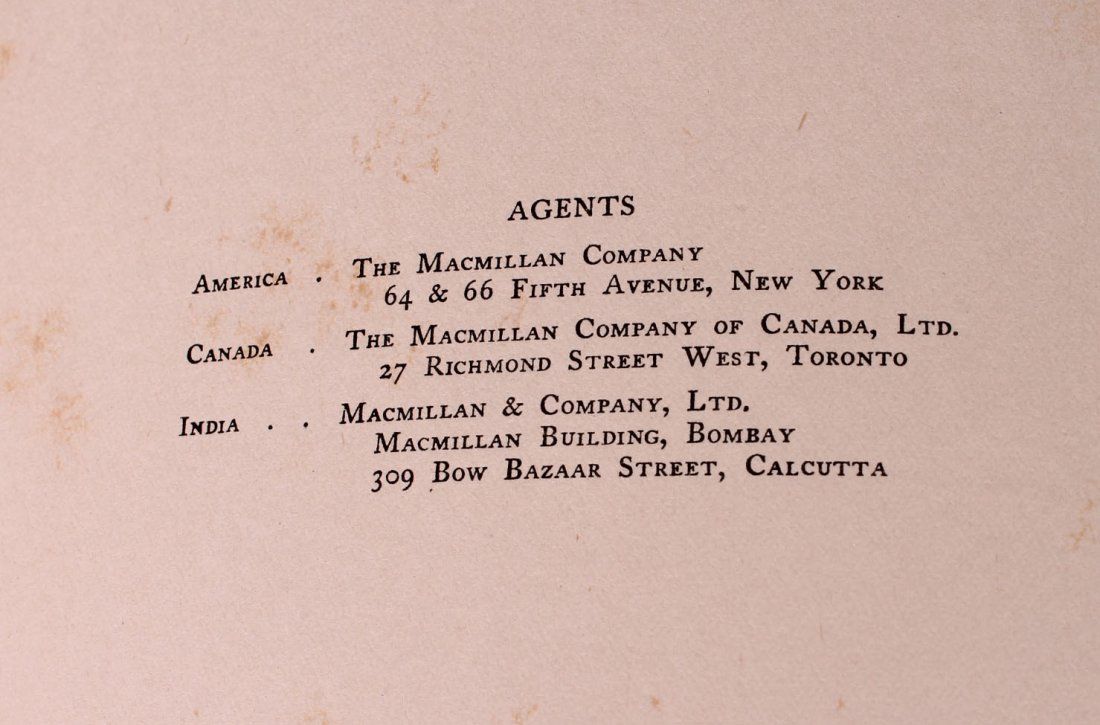 AGENTS
AMERICA . THE MACMILLAN COMPANY
64 & 66 FIFTH AVENUE, NEW YORK
CANADA . THE MACMILLAN COMPANY OF CANADA, LTD.
27 RICHMOND STREET WEST, TORONTO
INDIA . . MACMILLAN & COMPANY, LTD.
MACMILLAN BUILDING, BOMBAY
309 BOW BAZAAR STREET, CALCUTTA